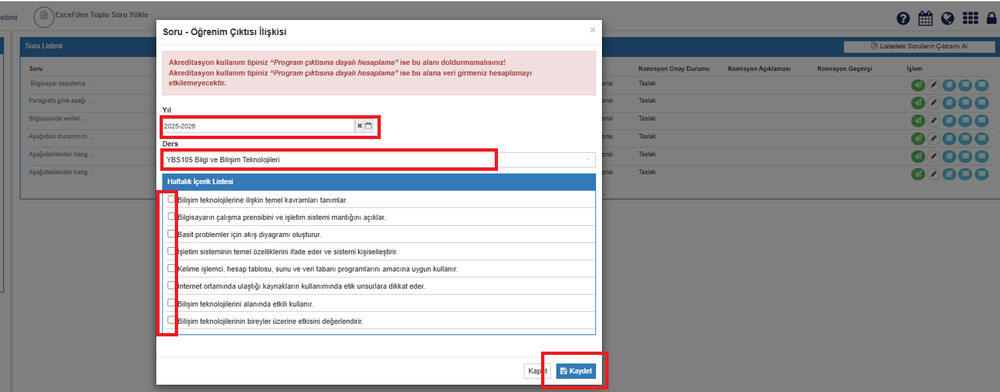 etimi
Excel'den Toplu Soru Yükle
Soru Listesi
Listedeki Soruların Çıktısını Al
Soru
Komisyon Onay Durumu
Komisyon Açıklaması
Komisyon Geçmişi
İşlem
Bilgisayar depolama ...
orisi
Taslak
Paragrafa göre aşağı ...
orisi
Taslak
Bilgisayarda veriler ...
orisi
Taslak
Aşağıdaki donanım bi ...
orisi
Taslak
Aşağıdakilerden hang ...
orisi
Taslak
Aşağıdakilerden hang ...
orisi
Taslak
Soru - Öğrenim Çıktısı İlişkisi
×
Akreditasyon kullanım tipiniz “Program çıktısına dayalı hesaplama” ise bu alanı doldurmamalısınız!
Akreditasyon kullanım tipiniz “Program çıktısına dayalı hesaplama” ise bu alana veri girmeniz hesaplamayı
etkilemeyecektir.
Yıl
2025-2026
Ders
YBS105 Bilgi ve Bilişim Teknolojileri
Haftalık İçerik Listesi
Bilişim teknolojilerine ilişkin temel kavramları tanımlar.
Bilgisayarın çalışma prensibini ve işletim sistemi mantığını açıklar.
Basit problemler için akış diyagramı oluşturur.
İşletim sisteminin temel özelliklerini ifade eder ve sistemi kişiselleştirir.
Kelime işlemci, hesap tablosu, sunu ve veri tabanı programlarını amacına uygun kullanır.
İnternet ortamında ulaştığı kaynakların kullanımında etik unsurlara dikkat eder.
Bilişim teknolojilerini alanında etkili kullanır.
Bilişim teknolojilerinin bireyler üzerine etkisini değerlendirir.
Kapat
Kaydet